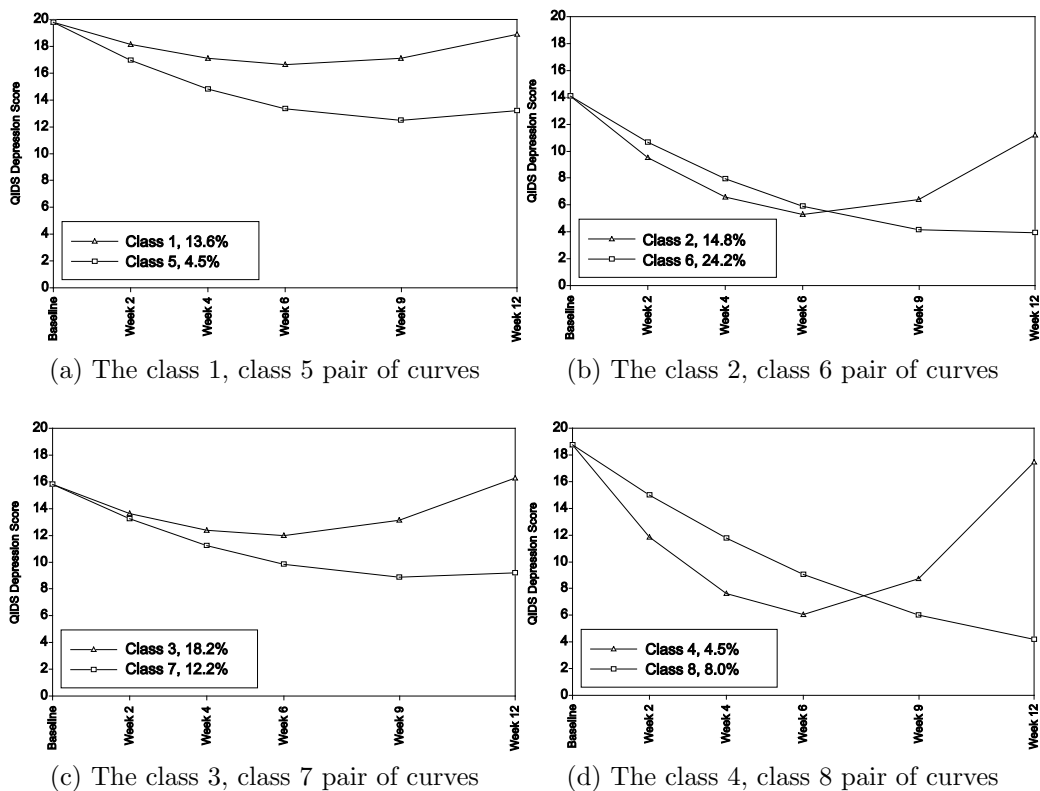 20
18
16
14
12
10
8
6
4
2
0
QIDS Depression Score
Class 1, 13.6%
Class 5, 4.5%
Baseline
Week 2
Week 4
Week 6
Week 9
Week 12
(a) The class 1, class 5 pair of curves
20
18
16
14
12
10
8
6
4
2
0
QIDS Depression Score
Class 2, 14.8%
Class 6, 24.2%
Baseline
Week 2
Week 4
Week 6
Week 9
Week 12
(b) The class 2, class 6 pair of curves
20
18
16
14
12
10
8
6
4
2
0
QIDS Depression Score
Class 3, 18.2%
Class 7, 12.2%
Baseline
Week 2
Week 4
Week 6
Week 9
Week 12
(c) The class 3, class 7 pair of curves
20
18
16
14
12
10
8
6
4
2
0
QIDS Depression Score
Class 4, 4.5%
Class 8, 8.0%
Baseline
Week 2
Week 4
Week 6
Week 9
Week 12
(d) The class 4, class 8 pair of curves